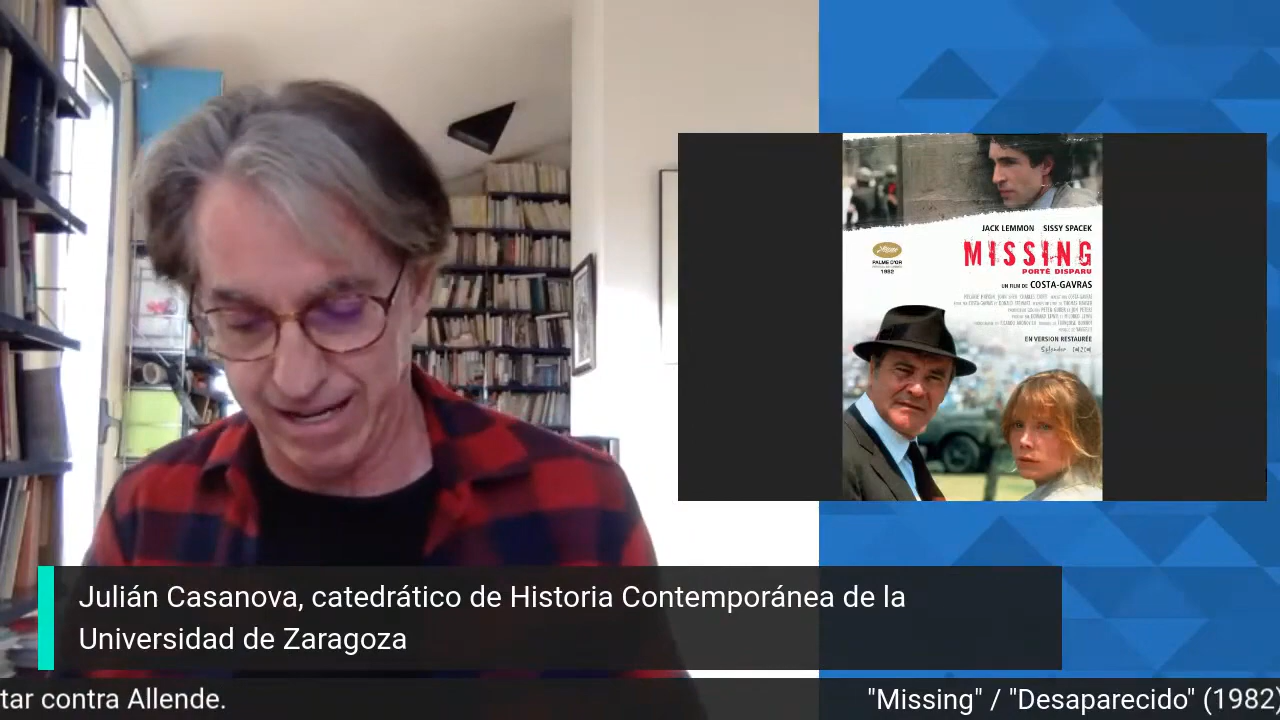 JACK LEMMON SISSY SPACEK
PALME D'OR
1982
MISSING
PORTÉ DISPARU
UN FILM DE COSTA-GAVRAS
EN VERSION RESTAURÉE
Julián Casanova, catedrático de Historia Contemporánea de la
Universidad de Zaragoza
tar contra Allende.
"Missing" / "Desaparecido" (1982)